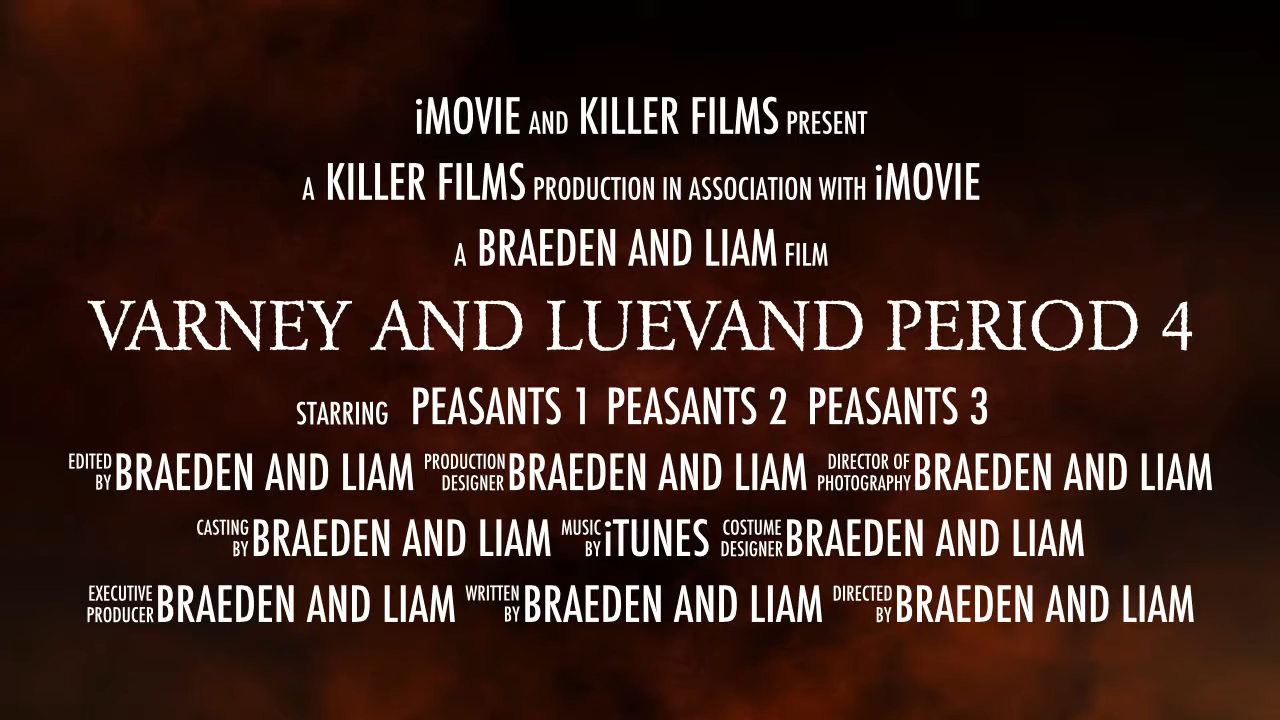 iMOVIE AND KILLER FILMS PRESENT
A KILLER FILMS PRODUCTION IN ASSOCIATION WITH iMOVIE
A BRAEDEN AND LIAM FILM
VARNEY AND LUEVAND PERIOD 4
STARRING PEASANTS 1 PEASANTS 2 PEASANTS 3
EDITED BY BRAEDEN AND LIAM PRODUCTION DESIGNER BRAEDEN AND LIAM DIRECTOR OF PHOTOGRAPHY BRAEDEN AND LIAM
CASTING BY BRAEDEN AND LIAM MUSIC BY iTUNES COSTUME DESIGNER BRAEDEN AND LIAM
EXECUTIVE PRODUCER BRAEDEN AND LIAM WRITTEN BY BRAEDEN AND LIAM DIRECTED BY BRAEDEN AND LIAM